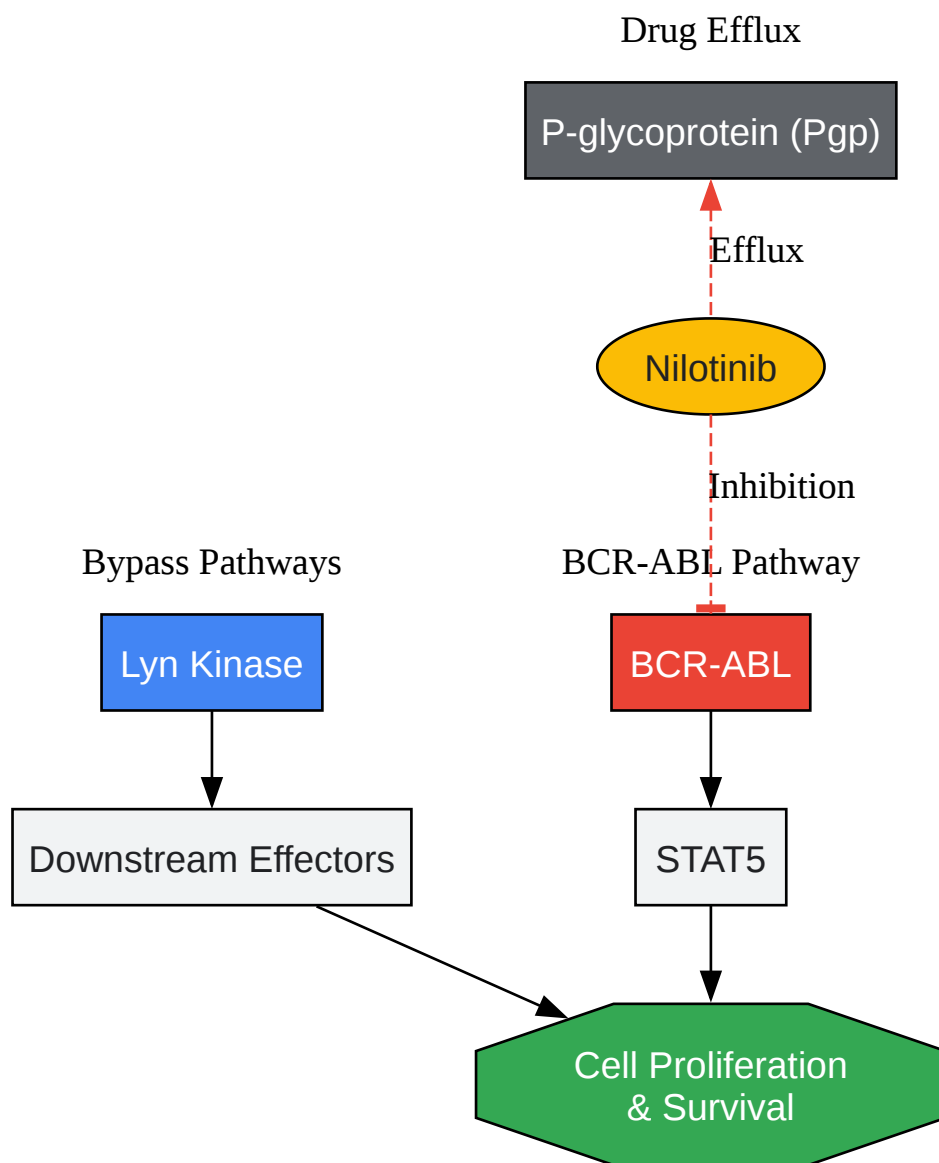 Drug Efflux
P-glycoprotein (Pgp)
Efflux
Nilotinib
Inhibition
Bypass Pathways
BCR-ABL Pathway
Lyn Kinase
BCR-ABL
Downstream Effectors
STAT5
Cell Proliferation
& Survival